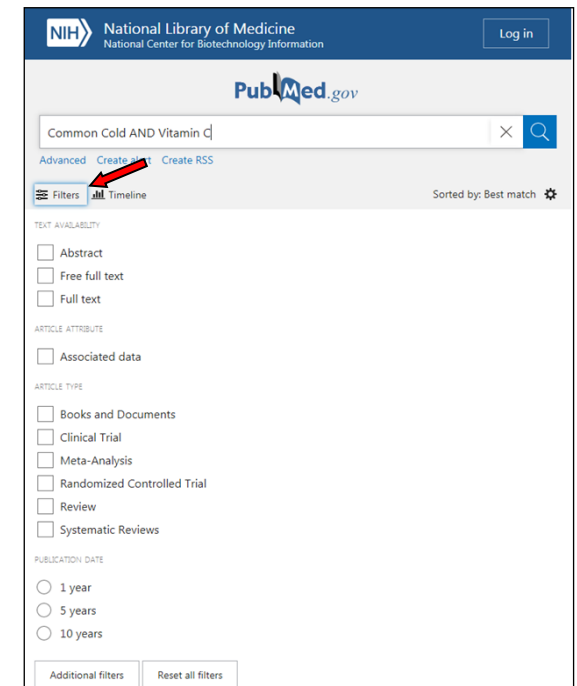 NIH National Library of Medicine
National Center for Biotechnology Information
Log in
PubMed.gov
Common Cold AND Vitamin C
Advanced Create alert Create RSS
Filters Timeline Sorted by: Best match
TEXT AVAILABILITY
Abstract
Free full text
Full text
ARTICLE ATTRIBUTE
Associated data
ARTICLE TYPE
Books and Documents
Clinical Trial
Meta-Analysis
Randomized Controlled Trial
Review
Systematic Reviews
PUBLICATION DATE
1 year
5 years
10 years
Additional filters Reset all filters